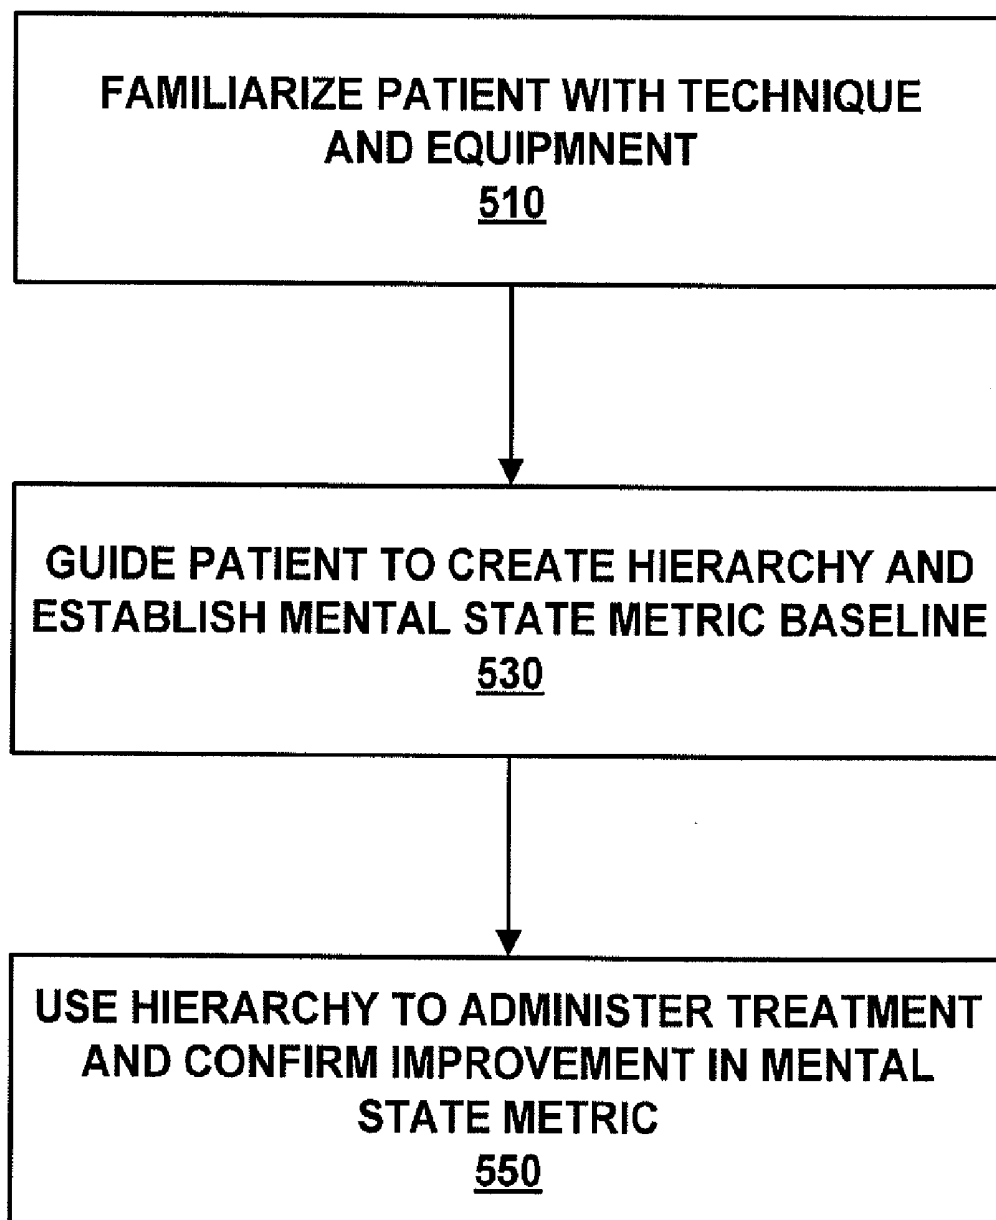 FAMILIARIZE PATIENT WITH TECHNIQUE
AND EQUIPMNENT
510
GUIDE PATIENT TO CREATE HIERARCHY AND
ESTABLISH MENTAL STATE METRIC BASELINE
530
USE HIERARCHY TO ADMINISTER TREATMENT
AND CONFIRM IMPROVEMENT IN MENTAL
STATE METRIC
550